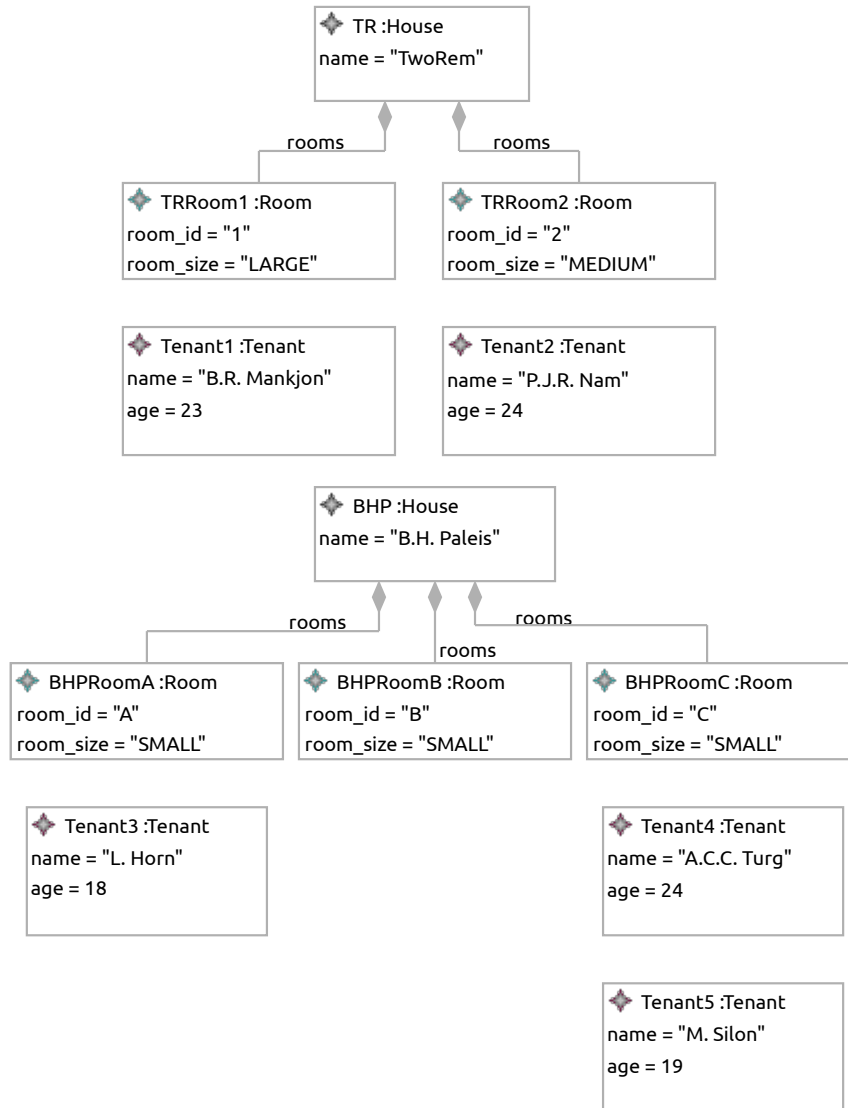 TR :House
name = "TwoRem"
rooms
rooms
TRRoom1 :Room
room_id = "1"
room_size = "LARGE"
TRRoom2 :Room
room_id = "2"
room_size = "MEDIUM"
Tenant1 :Tenant
name = "B.R. Mankjon"
age = 23
Tenant2 :Tenant
name = "P.J.R. Nam"
age = 24
BHP :House
name = "B.H. Paleis"
rooms
rooms
rooms
BHPRoomA :Room
room_id = "A"
room_size = "SMALL"
BHPRoomB :Room
room_id = "B"
room_size = "SMALL"
BHPRoomC :Room
room_id = "C"
room_size = "SMALL"
Tenant3 :Tenant
name = "L. Horn"
age = 18
Tenant4 :Tenant
name = "A.C.C. Turg"
age = 24
Tenant5 :Tenant
name = "M. Silon"
age = 19